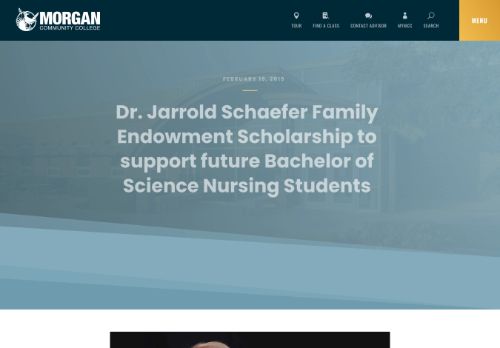 MORGAN
COMMUNITY COLLEGE
TOUR
FIND A CLASS
CONTACT ADVISOR
MYMCC
SEARCH
MENU
FEBRUARY 10, 2015
Dr. Jarrold Schaefer Family
Endowment Scholarship to
support future Bachelor of
Science Nursing Students